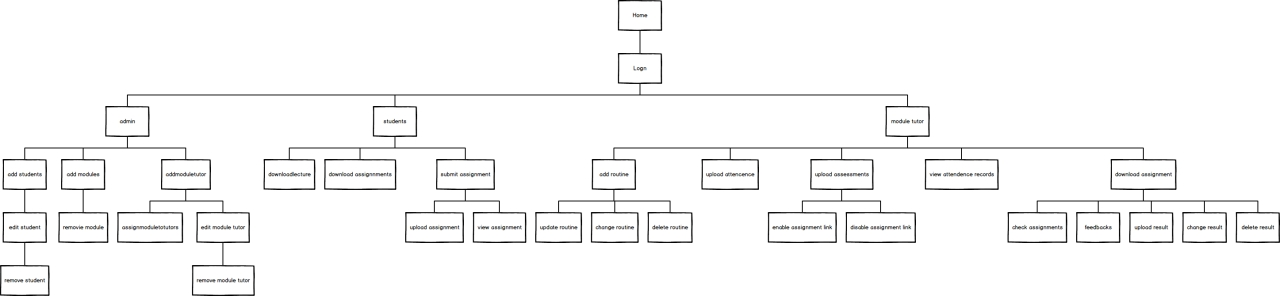 Home
Logn
admin
students
module tutor
add students
add modules
addmoduletutor
downloadlecture
download assignnments
submit assignment
add routine
upload attencence
upload assessments
view attendence records
download assignment
edit student
removie module
assignmoduletotutors
edit module tutor
upload assignment
view assignment
update routine
change routine
delete routine
enable assignment link
disable assignment link
check assignments
feedbacks
upload result
change result
delete result
remove student
remove module tutor